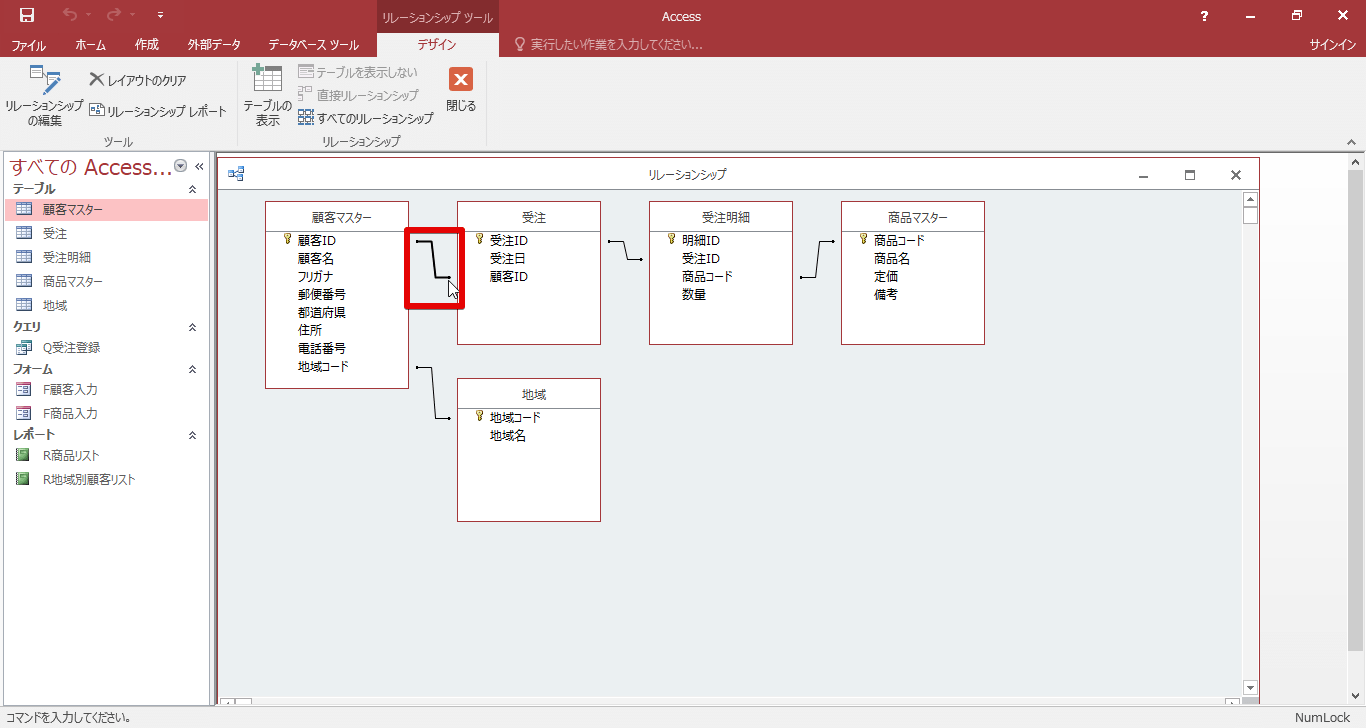 リレーションシップ ツール
Access
?
ファイル ホーム 作成 外部データ データベース ツール デザイン 実行したい作業を入力してください... サインイン
リレーションシップの編集
レイアウトのクリア
リレーションシップ レポート
ツール
テーブルの表示
テーブルを表示しない
直接リレーションシップ
すべてのリレーションシップ
閉じる
リレーションシップ
すべての Access...
テーブル
顧客マスター
受注
受注明細
商品マスター
地域
クエリ
Q受注登録
フォーム
F顧客入力
F商品入力
レポート
R商品リスト
R地域別顧客リスト
リレーションシップ
顧客マスター
顧客ID
顧客名
フリガナ
郵便番号
都道府県
住所
電話番号
地域コード
受注
受注ID
受注日
顧客ID
受注明細
明細ID
受注ID
商品コード
数量
商品マスター
商品コード
商品名
定価
備考
地域
地域コード
地域名
コマンドを入力してください。
NumLock